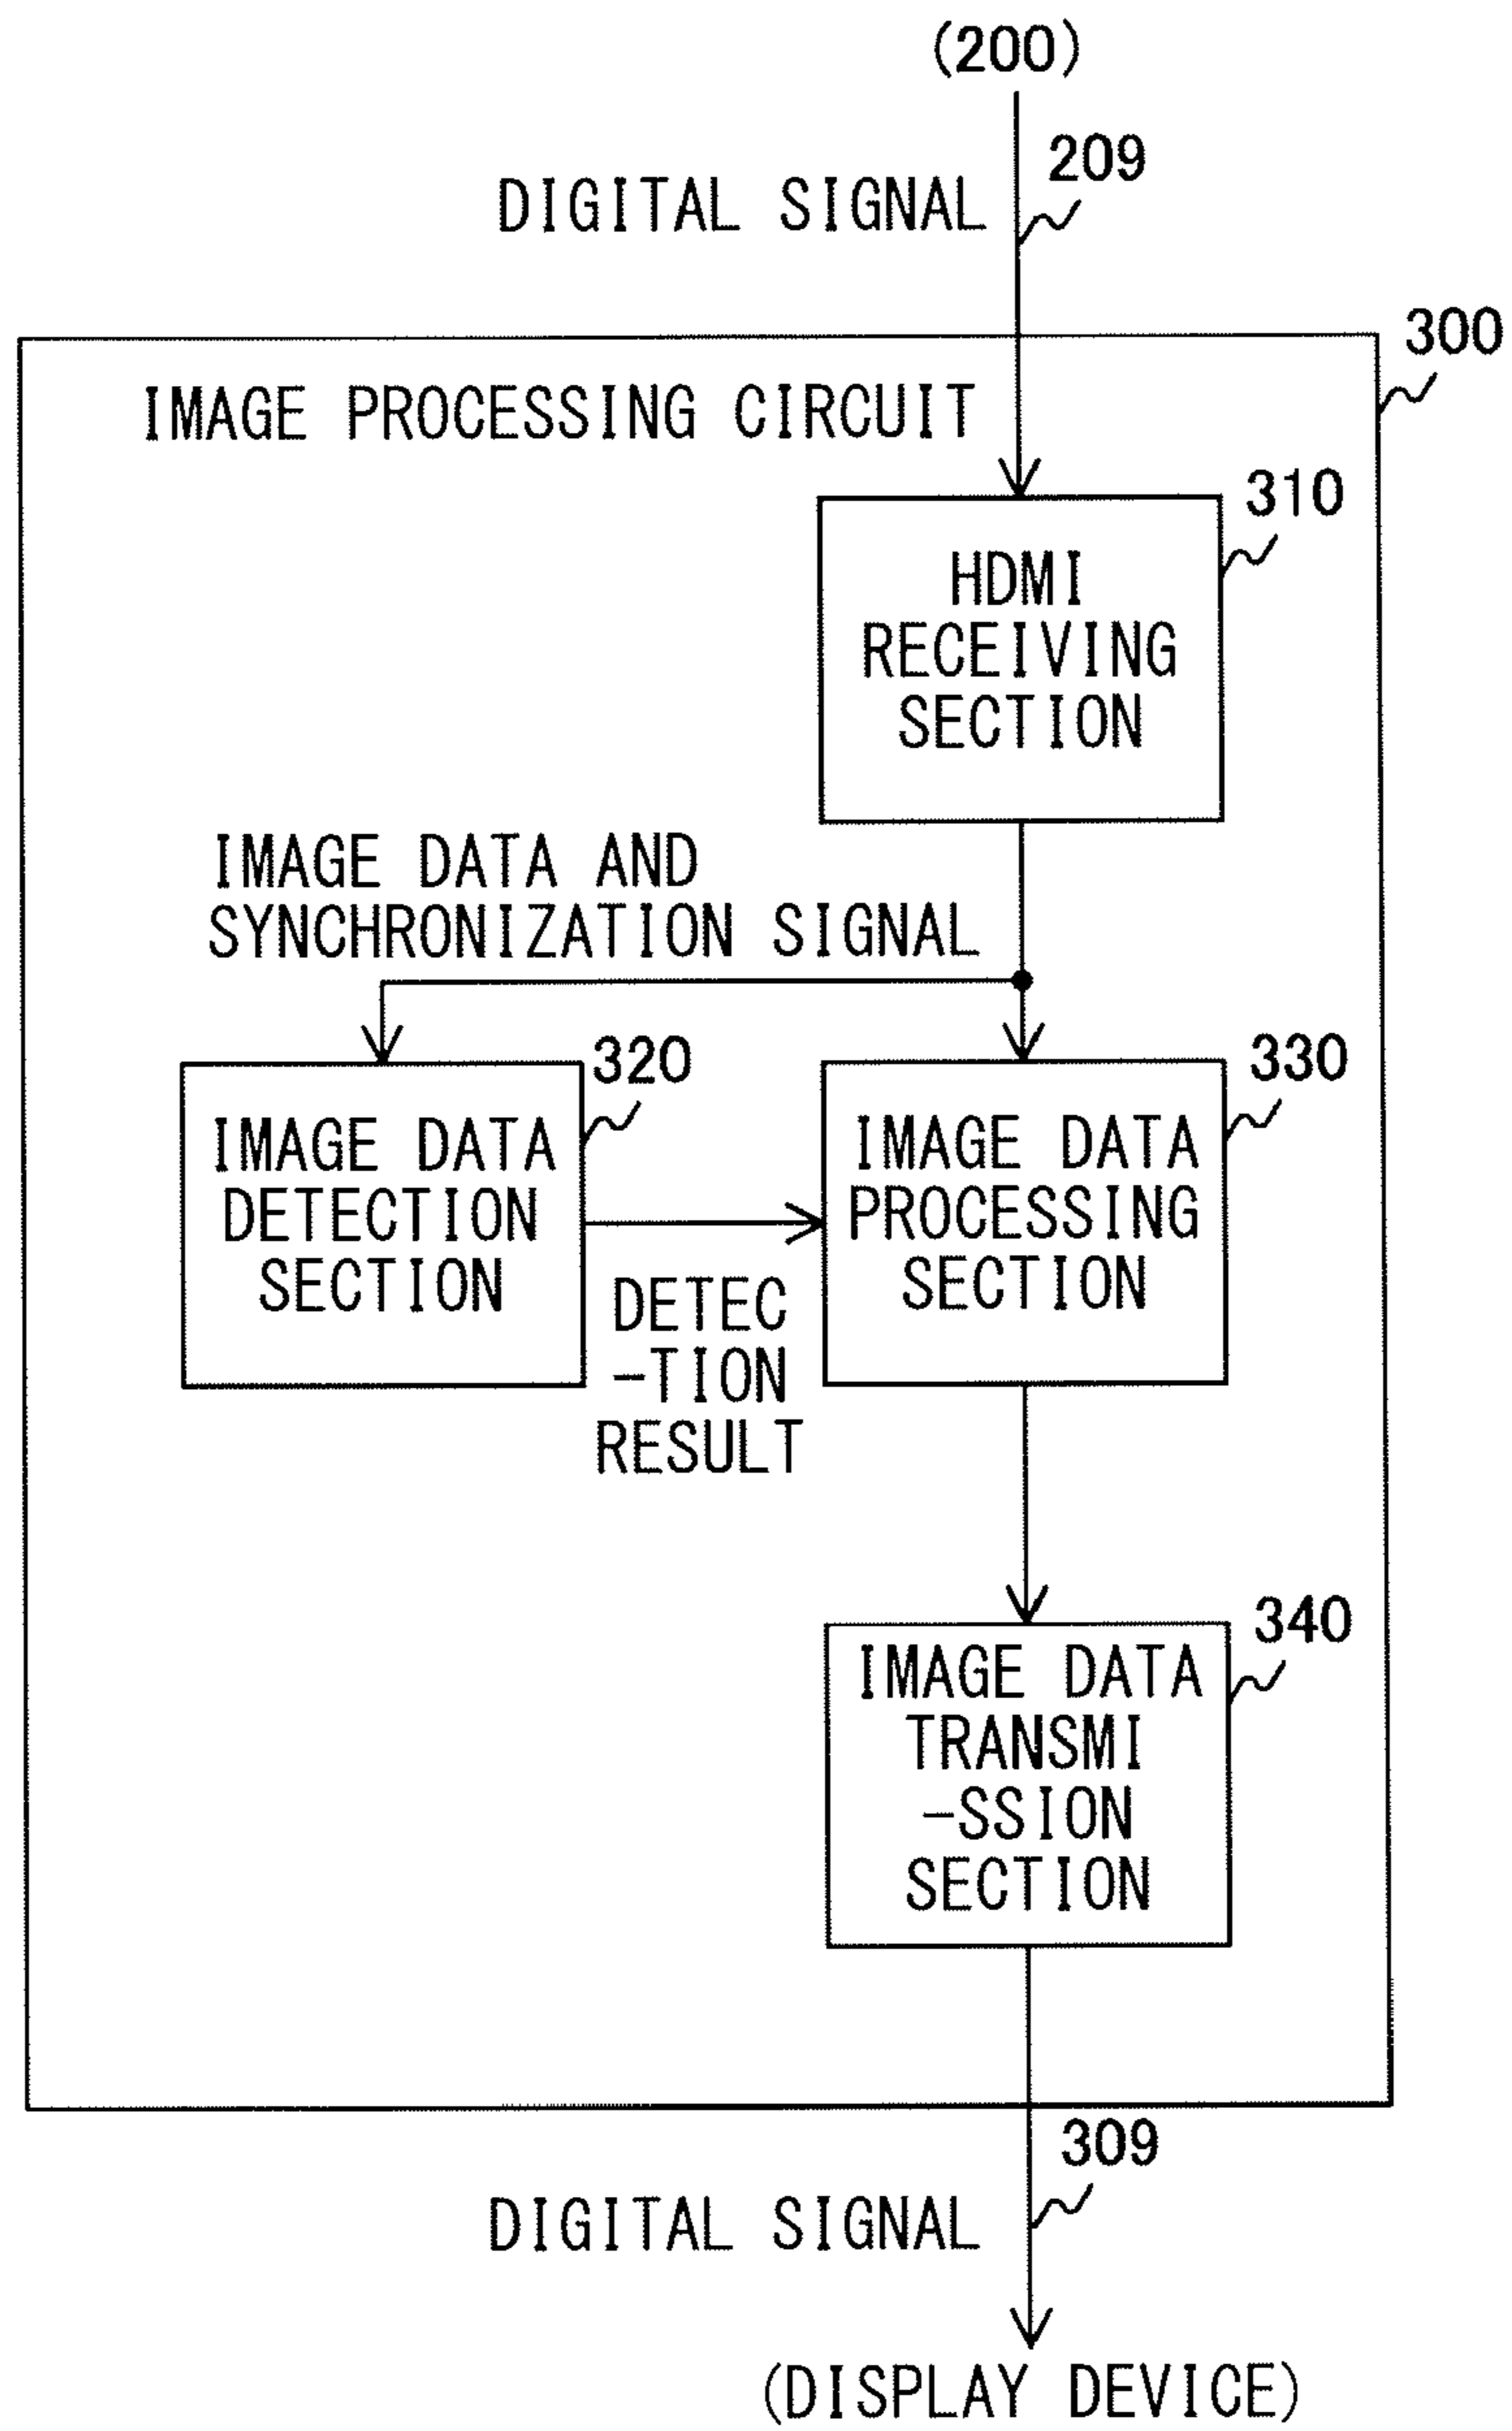 (200)
209
DIGITAL SIGNAL
300
IMAGE PROCESSING CIRCUIT
310
HDMI
RECEIVING
SECTION
IMAGE DATA AND
SYNCHRONIZATION SIGNAL
320
330
IMAGE DATA
DETECTION
SECTION
IMAGE DATA
PROCESSING
SECTION
DETEC
-TION
RESULT
340
IMAGE DATA
TRANSMI
-SSION
SECTION
309
DIGITAL SIGNAL
(DISPLAY DEVICE)